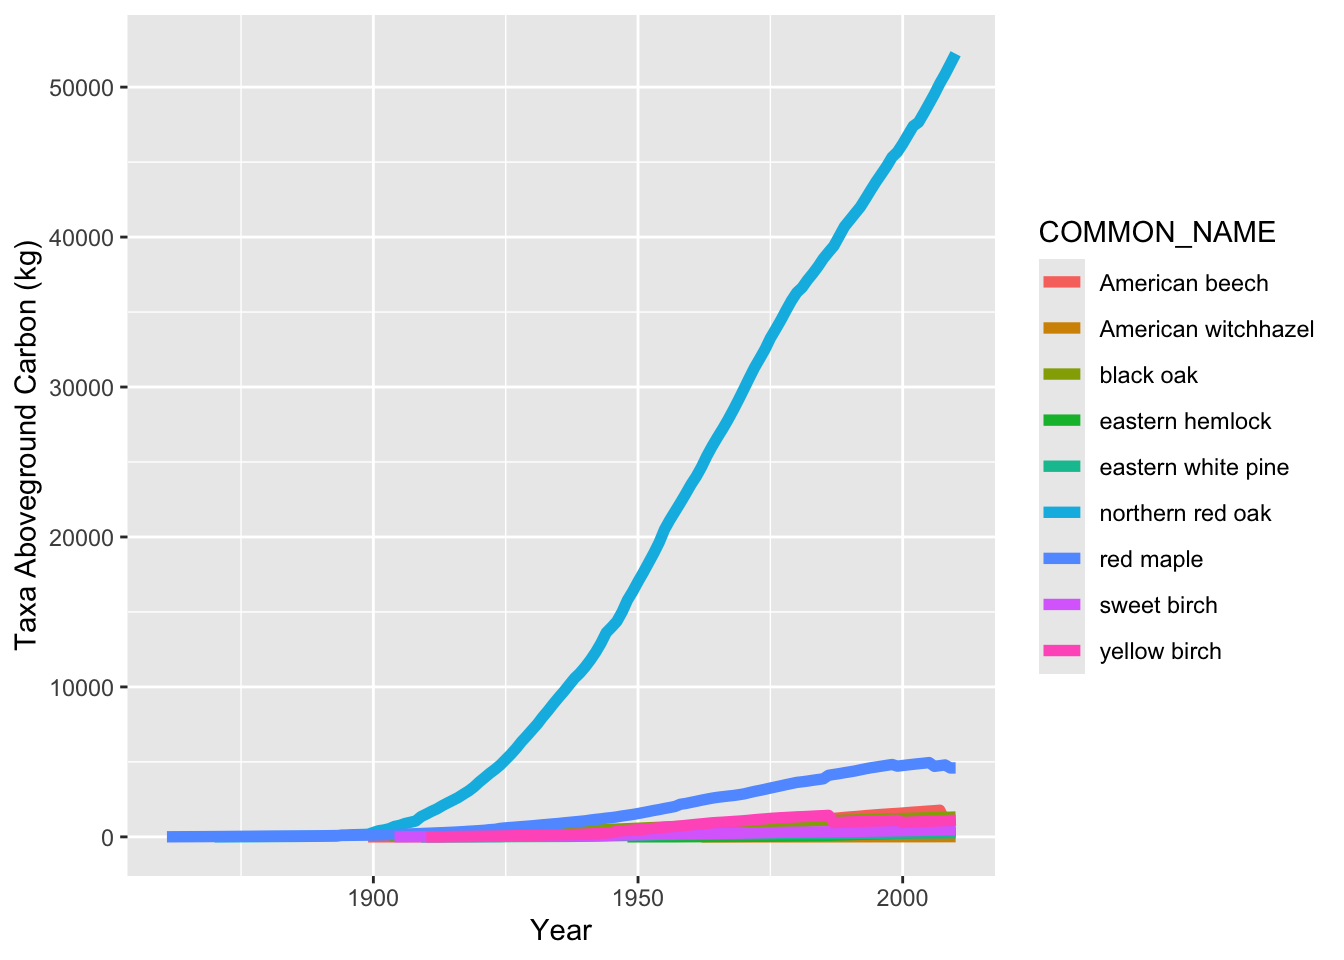 50000
40000
30000
20000
10000
0
1900
1950
2000
Year
Taxa Aboveground Carbon (kg)
COMMON_NAME
American beech
American witchhazel
black oak
eastern hemlock
eastern white pine
northern red oak
red maple
sweet birch
yellow birch